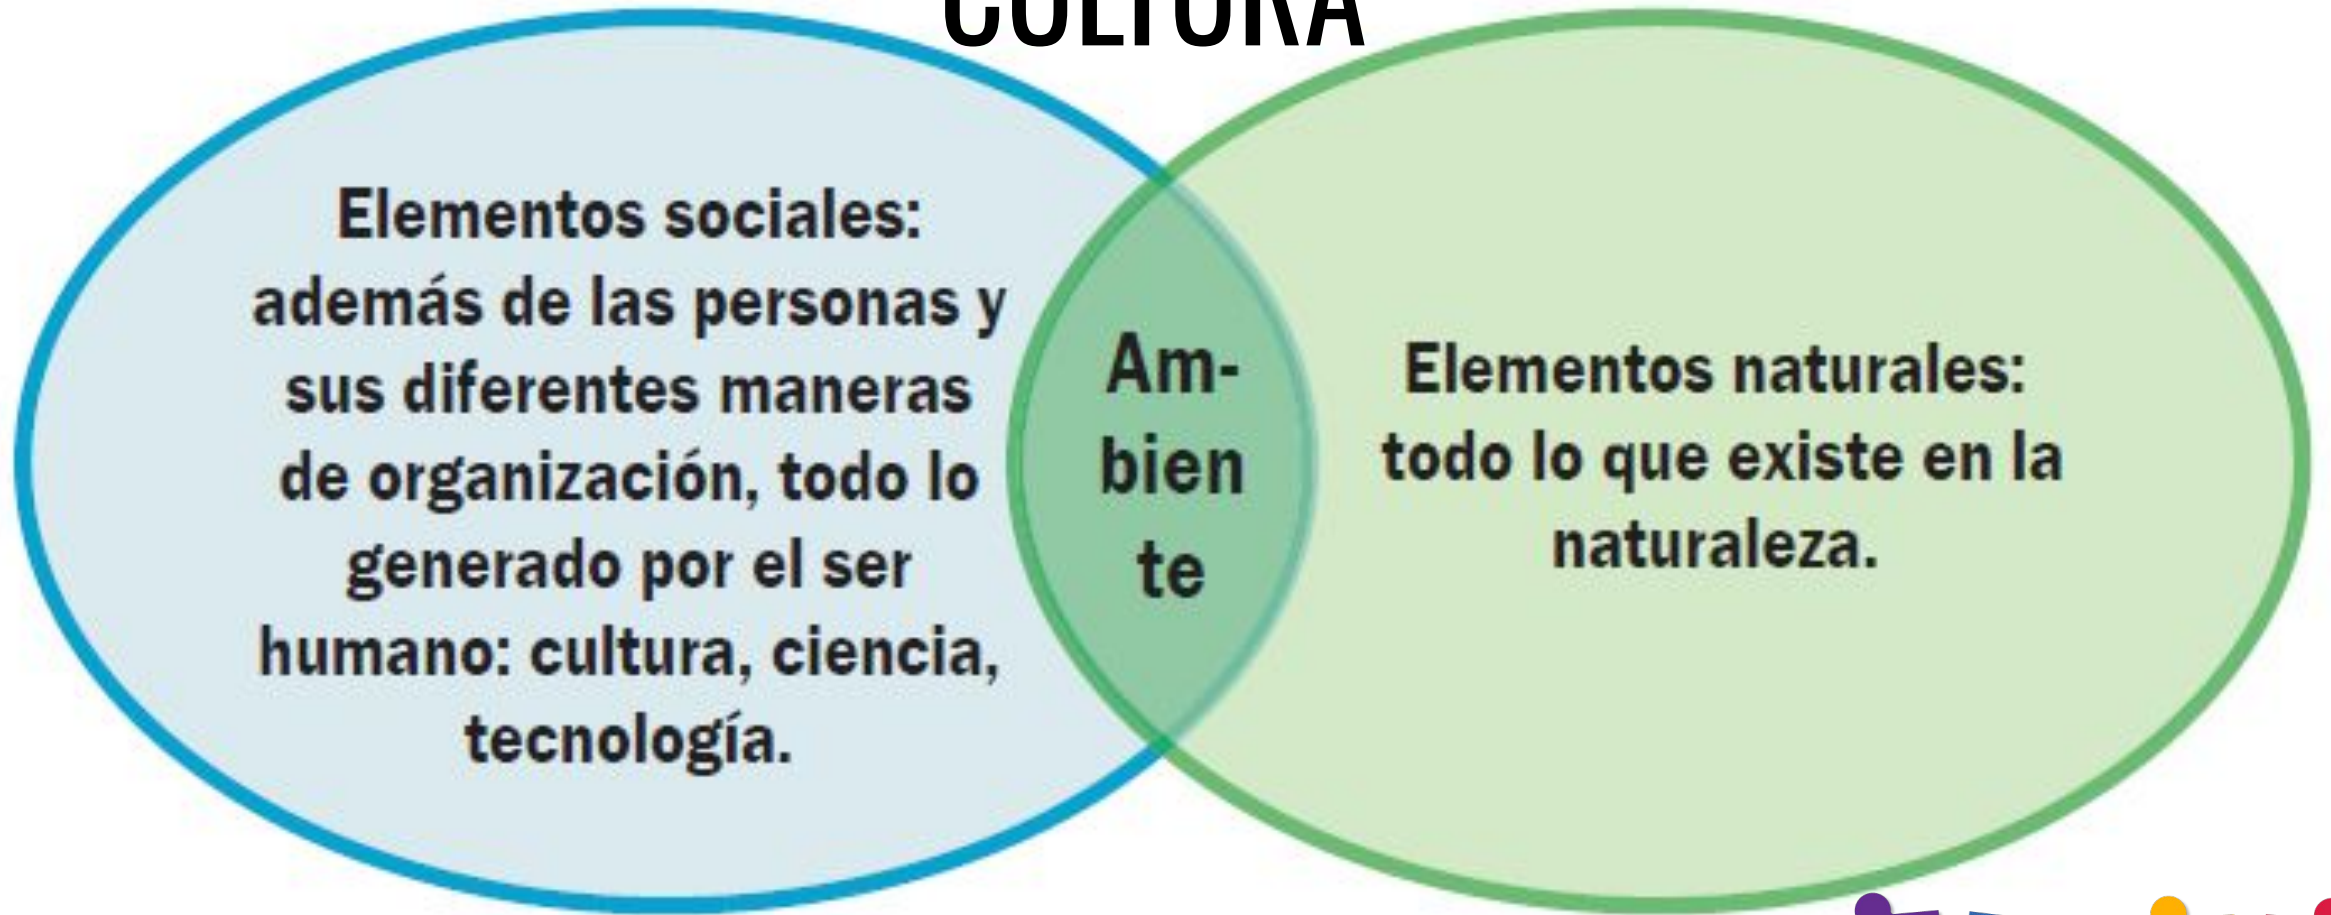 CULTURA
Elementos sociales:
además de las personas y
sus diferentes maneras
de organización, todo lo
generado por el ser
humano: cultura, ciencia,
tecnología.
Am-
bien
te
Elementos naturales:
todo lo que existe en la
naturaleza.